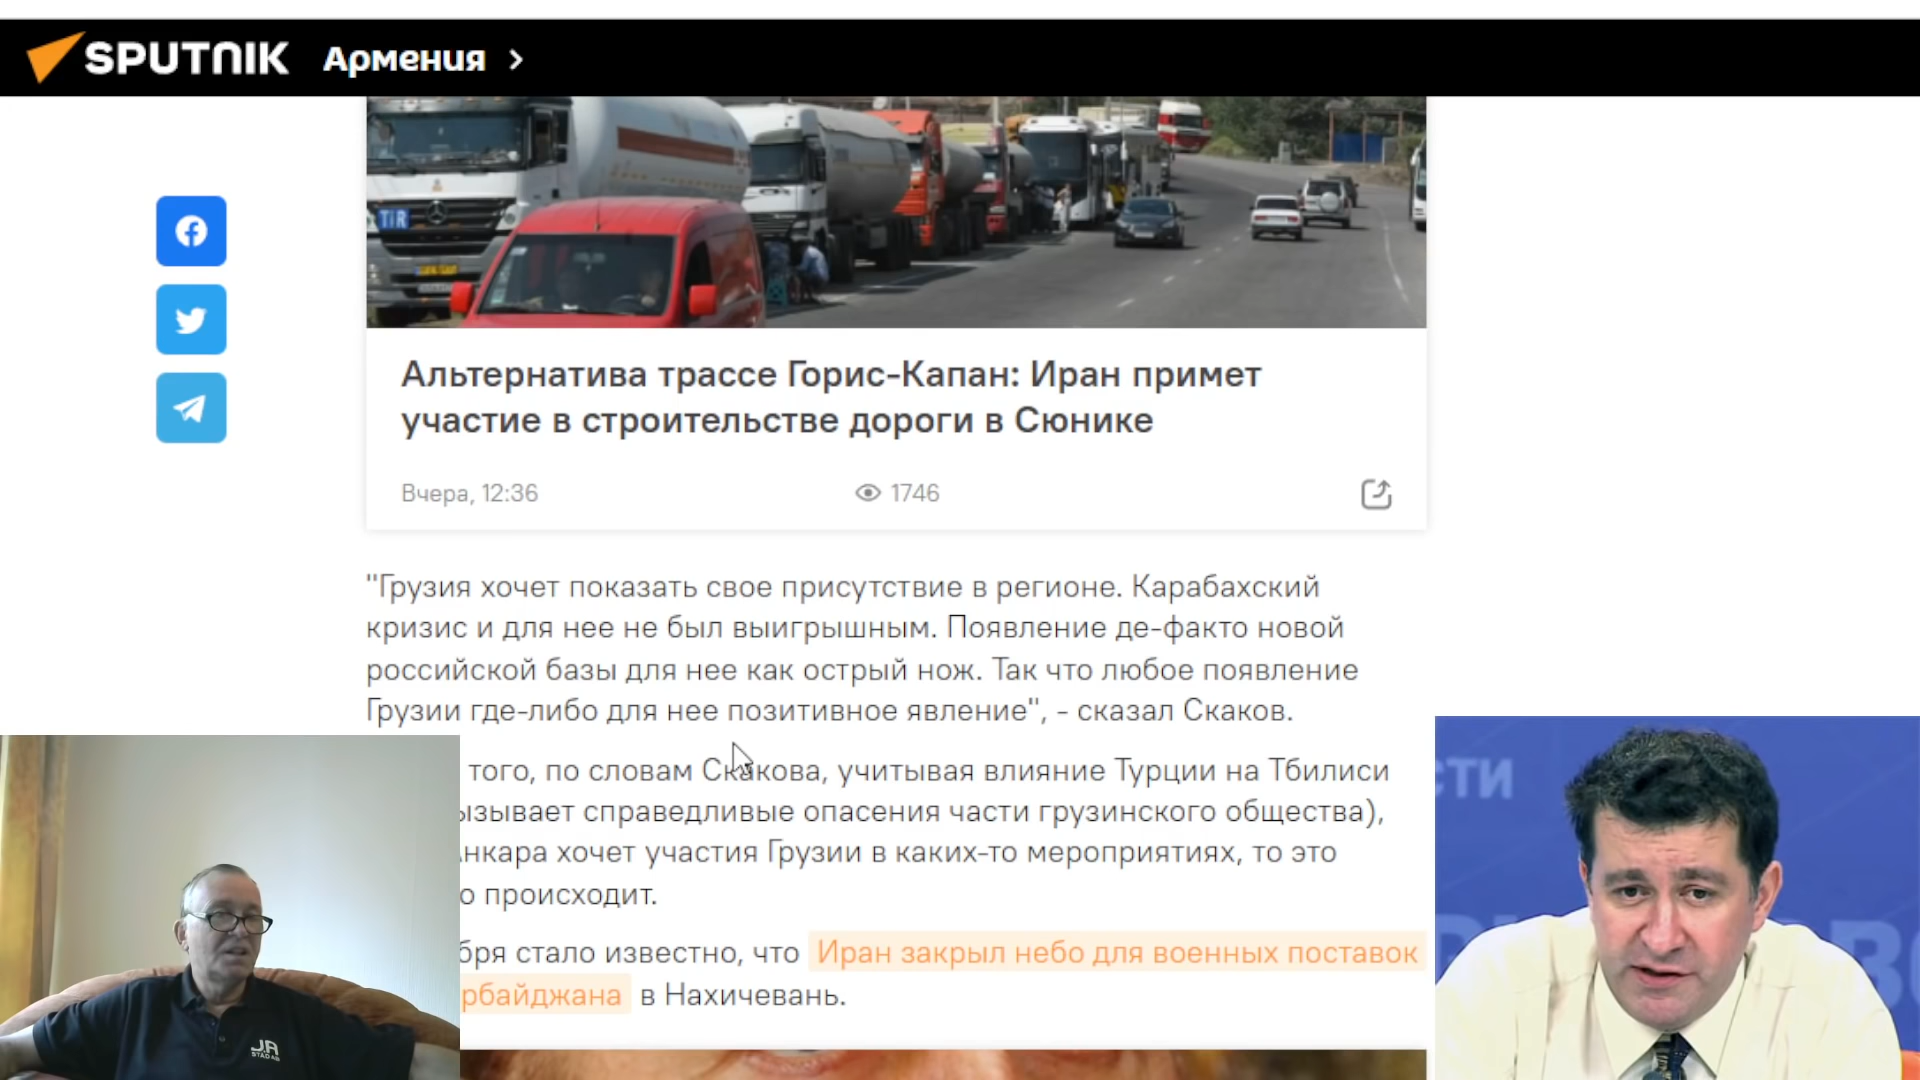 SPUTNIK Армения
TIR
Альтернатива трассе Горис-Капан: Иран примет
участие в строительстве дороги в Сюнике
Вчера, 12:36 1746
"Грузия хочет показать свое присутствие в регионе. Карабахский
кризис и для нее не был выигрышным. Появление де-факто новой
российской базы для нее как острый нож. Так что любое появление
Грузии где-либо для нее позитивное явление", - сказал Скаков.
того, по словам Скакова, учитывая влияние Турции на Тбилиси
ызывает справедливые опасения части грузинского общества),
нкара хочет участия Грузии в каких-то мероприятиях, то это
о происходит.
бря стало известно, что Иран закрыл небо для военных поставок
рбайджана в Нахичевань.
СТИ
J.A